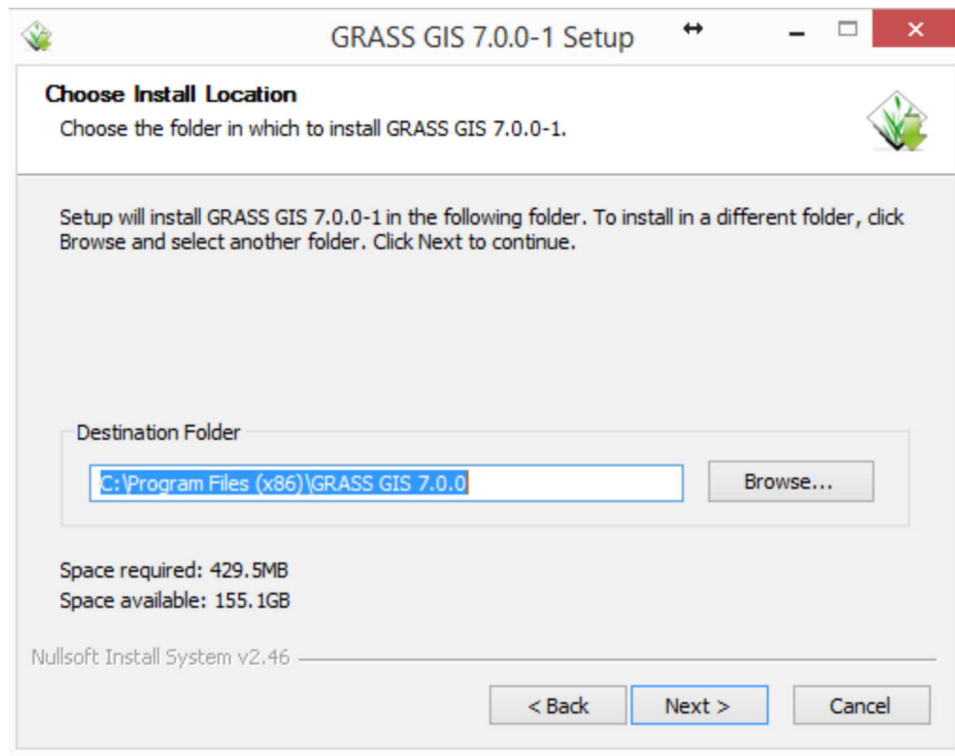 GRASS GIS 7.0.0-1 Setup
Choose Install Location
Choose the folder in which to install GRASS GIS 7.0.0-1.
Setup will install GRASS GIS 7.0.0-1 in the following folder. To install in a different folder, click
Browse and select another folder. Click Next to continue.
Destination Folder
C:\Program Files (x86)\GRASS GIS 7.0.0
Browse...
Space required: 429.5MB
Space available: 155.1GB
Nullsoft Install System v2.46
< Back
Next >
Cancel